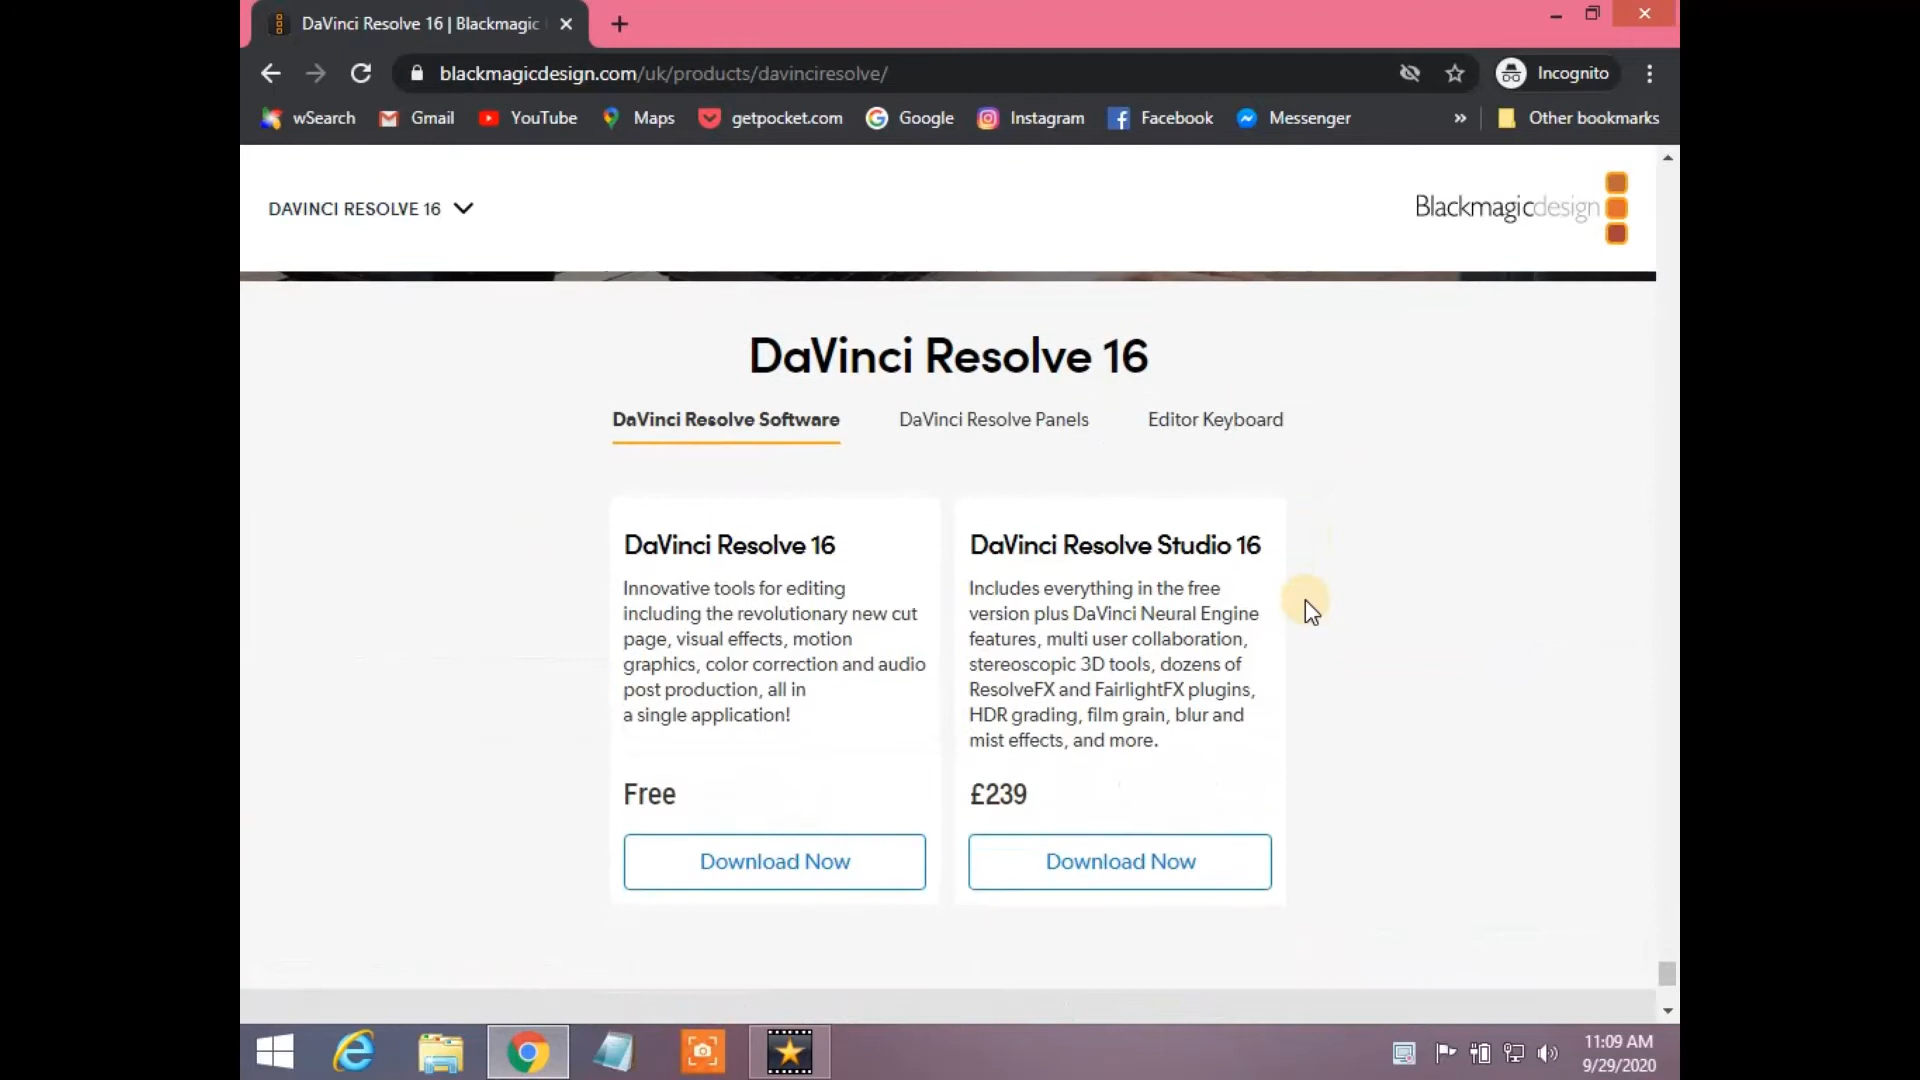 DaVinci Resolve 16 | Blackmagic
blackmagicdesign.com/uk/products/davinciresolve/
Incognito
wSearch
Gmail
YouTube
Maps
getpocket.com
Google
Instagram
Facebook
Messenger
»
Other bookmarks
DAVINCI RESOLVE 16
Blackmagicdesign
DaVinci Resolve 16
DaVinci Resolve Software
DaVinci Resolve Panels
Editor Keyboard
DaVinci Resolve 16
Innovative tools for editing
including the revolutionary new cut
page, visual effects, motion
graphics, color correction and audio
post production, all in
a single application!
Free
Download Now
DaVinci Resolve Studio 16
Includes everything in the free
version plus DaVinci Neural Engine
features, multi user collaboration,
stereoscopic 3D tools, dozens of
ResolveFX and FairlightFX plugins,
HDR grading, film grain, blur and
mist effects, and more.
£239
Download Now
11:09 AM
9/29/2020